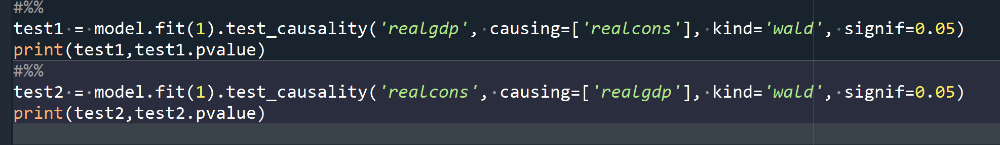 #%%
test1 = model.fit(1).test_causality('realgdp', causing=['realcons'], kind='wald', signif=0.05)
print(test1,test1.pvalue)
#%%
test2 = model.fit(1).test_causality('realcons', causing=['realgdp'], kind='wald', signif=0.05)
print(test2,test2.pvalue)